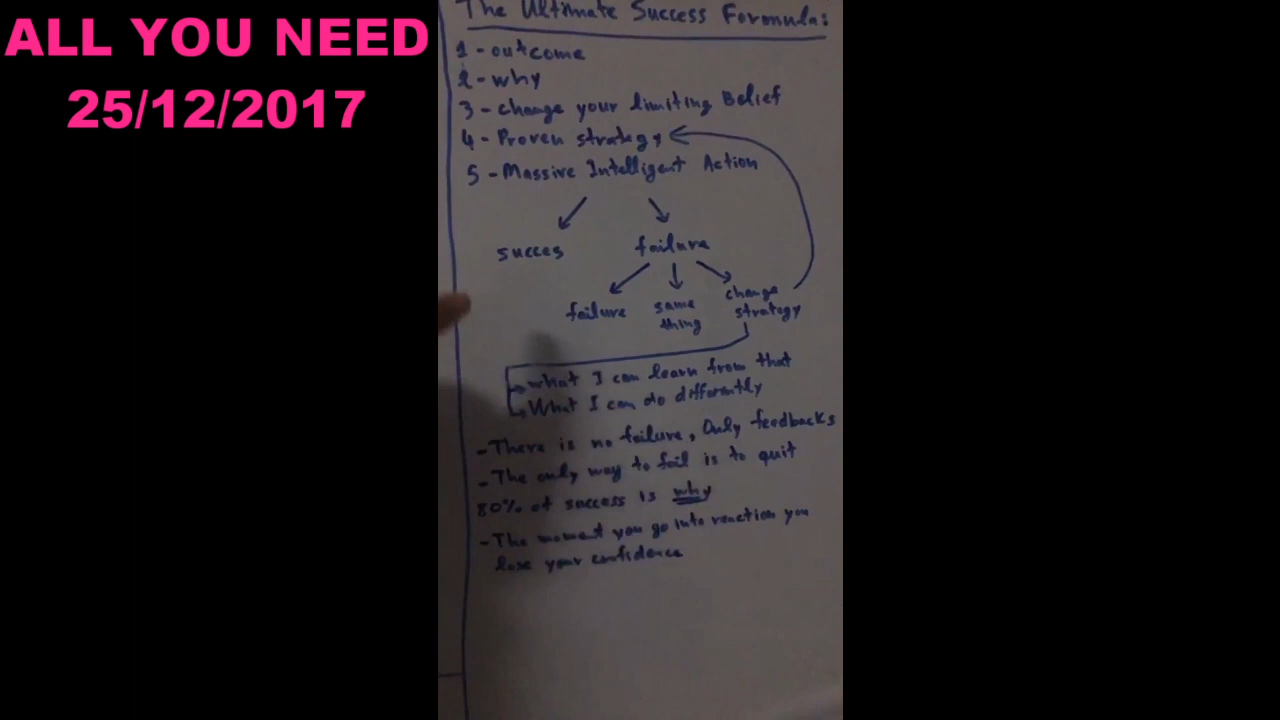 ALL YOU NEED
25/12/2017
The Ultimate Success Formula:
1 - outcome
2 - why
3 - change your limiting Belief
4 - Proven strategy
5 - Massive Intelligent Action
succes
failure
failure
same
thing
change
strategy
what I can learn from that
What I can do differently
- There is no failure, Only feedbacks
- The only way to fail is to quit
80% of success is why
- The moment you go into reaction you
lose your confidence